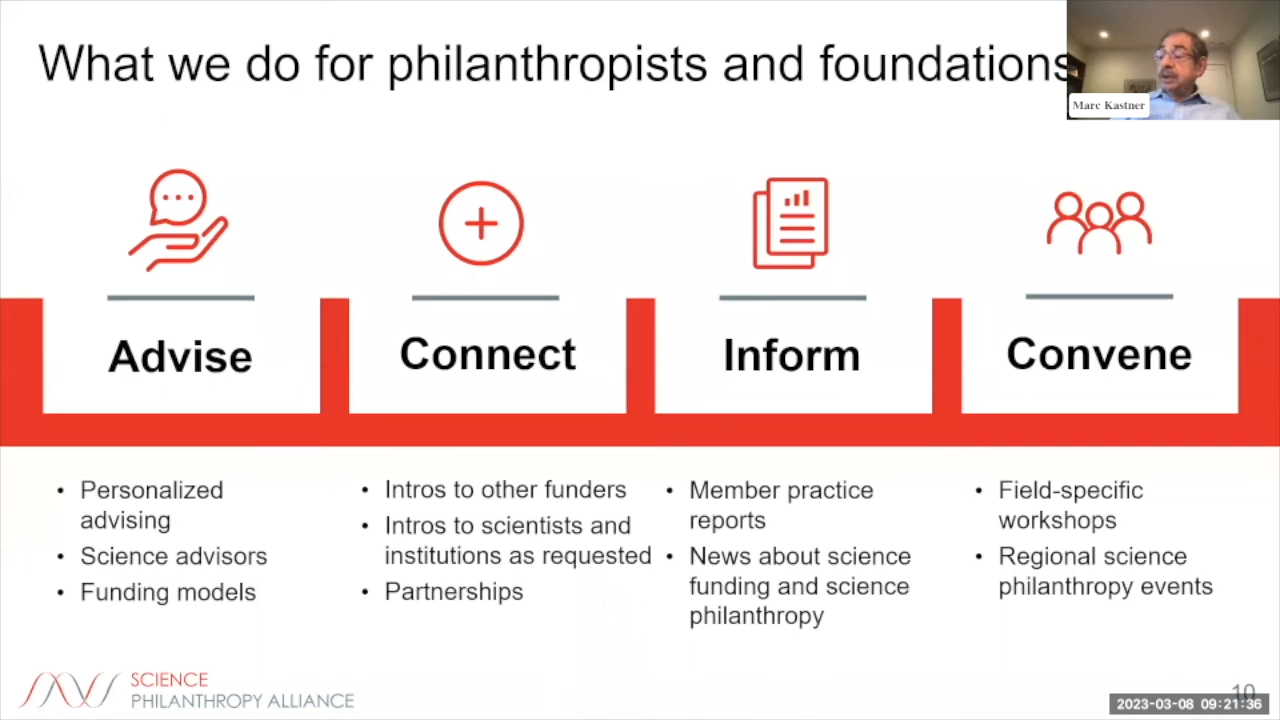 What we do for philanthropists and foundations
Marc Kastner
Advise
Connect
Inform
Convene
• Personalized
advising
• Science advisors
• Funding models
• Intros to other funders
• Intros to scientists and
institutions as requested
• Partnerships
• Member practice
reports
• News about science
funding and science
philanthropy
• Field-specific
workshops
• Regional science
philanthropy events
SCIENCE
PHILANTHROPY ALLIANCE
10
2023-03-08 09:21:36